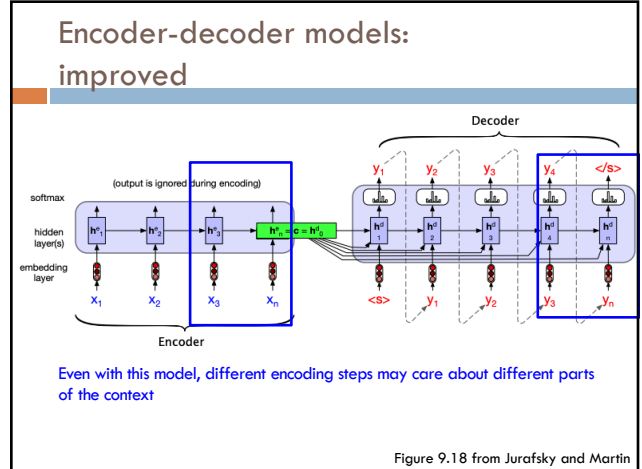 Encoder-decoder models:
improved
Decoder
y1 y2 y3 y4 </s>
(output is ignored during encoding)
softmax
hidden
layer(s)
he1 he2 he3 hen = c = hd0 hd1 hd2 hd3 hd4 hdn
embedding
layer
x1 x2 x3 xn <s> y1 y2 y3 yn
Encoder
Even with this model, different encoding steps may care about different parts
of the context
Figure 9.18 from Jurafsky and Martin